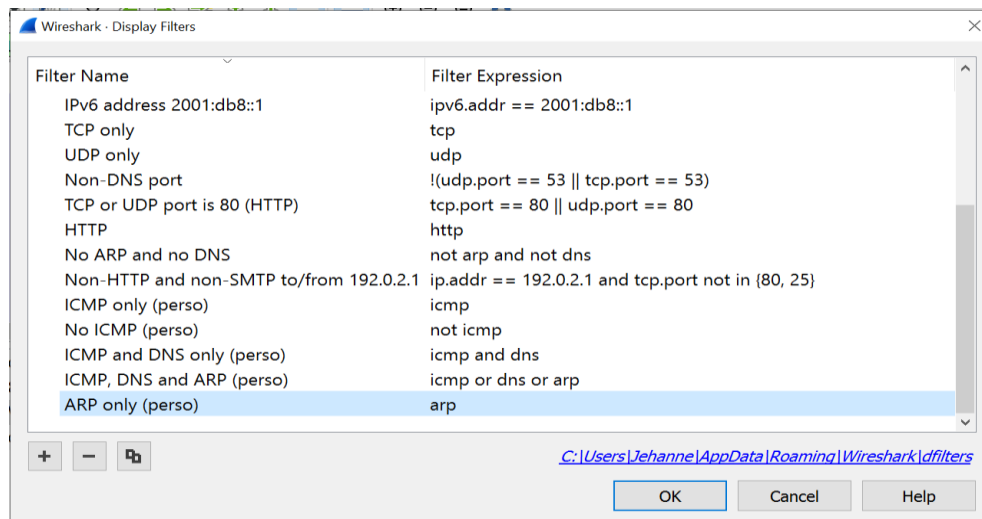 Wireshark · Display Filters
Filter Name Filter Expression
IPv6 address 2001:db8::1 ipv6.addr == 2001:db8::1
TCP only tcp
UDP only udp
Non-DNS port !(udp.port == 53 || tcp.port == 53)
TCP or UDP port is 80 (HTTP) tcp.port == 80 || udp.port == 80
HTTP http
No ARP and no DNS not arp and not dns
Non-HTTP and non-SMTP to/from 192.0.2.1 ip.addr == 192.0.2.1 and tcp.port not in {80, 25}
ICMP only (perso) icmp
No ICMP (perso) not icmp
ICMP and DNS only (perso) icmp and dns
ICMP, DNS and ARP (perso) icmp or dns or arp
ARP only (perso) arp
C:\Users\Jehanne\AppData\Roaming\Wireshark\dfilters
OK Cancel Help